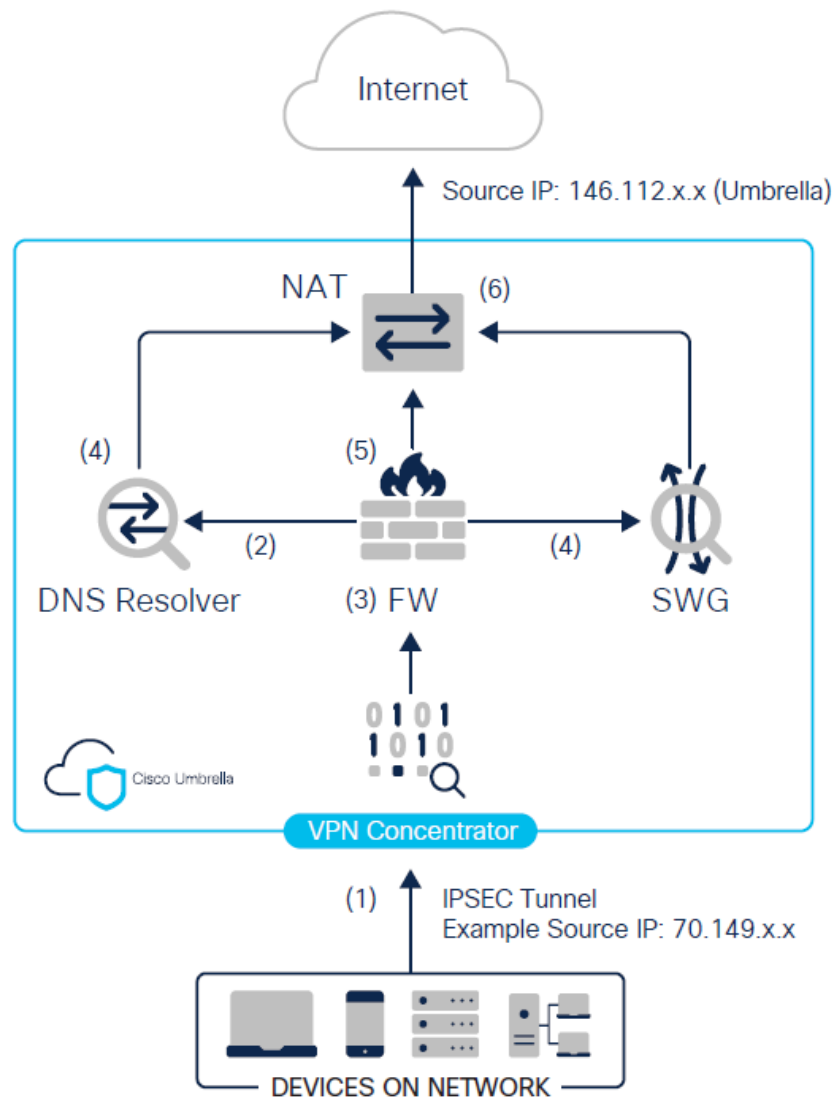 Internet
Source IP: 146.112.x.x (Umbrella)
NAT
(6)
(4)
(5)
(2)
(4)
DNS Resolver
(3) FW
SWG
0101
1010
Cisco Umbrella
VPN Concentrator
(1)
IPSEC Tunnel
Example Source IP: 70.149.x.x
DEVICES ON NETWORK